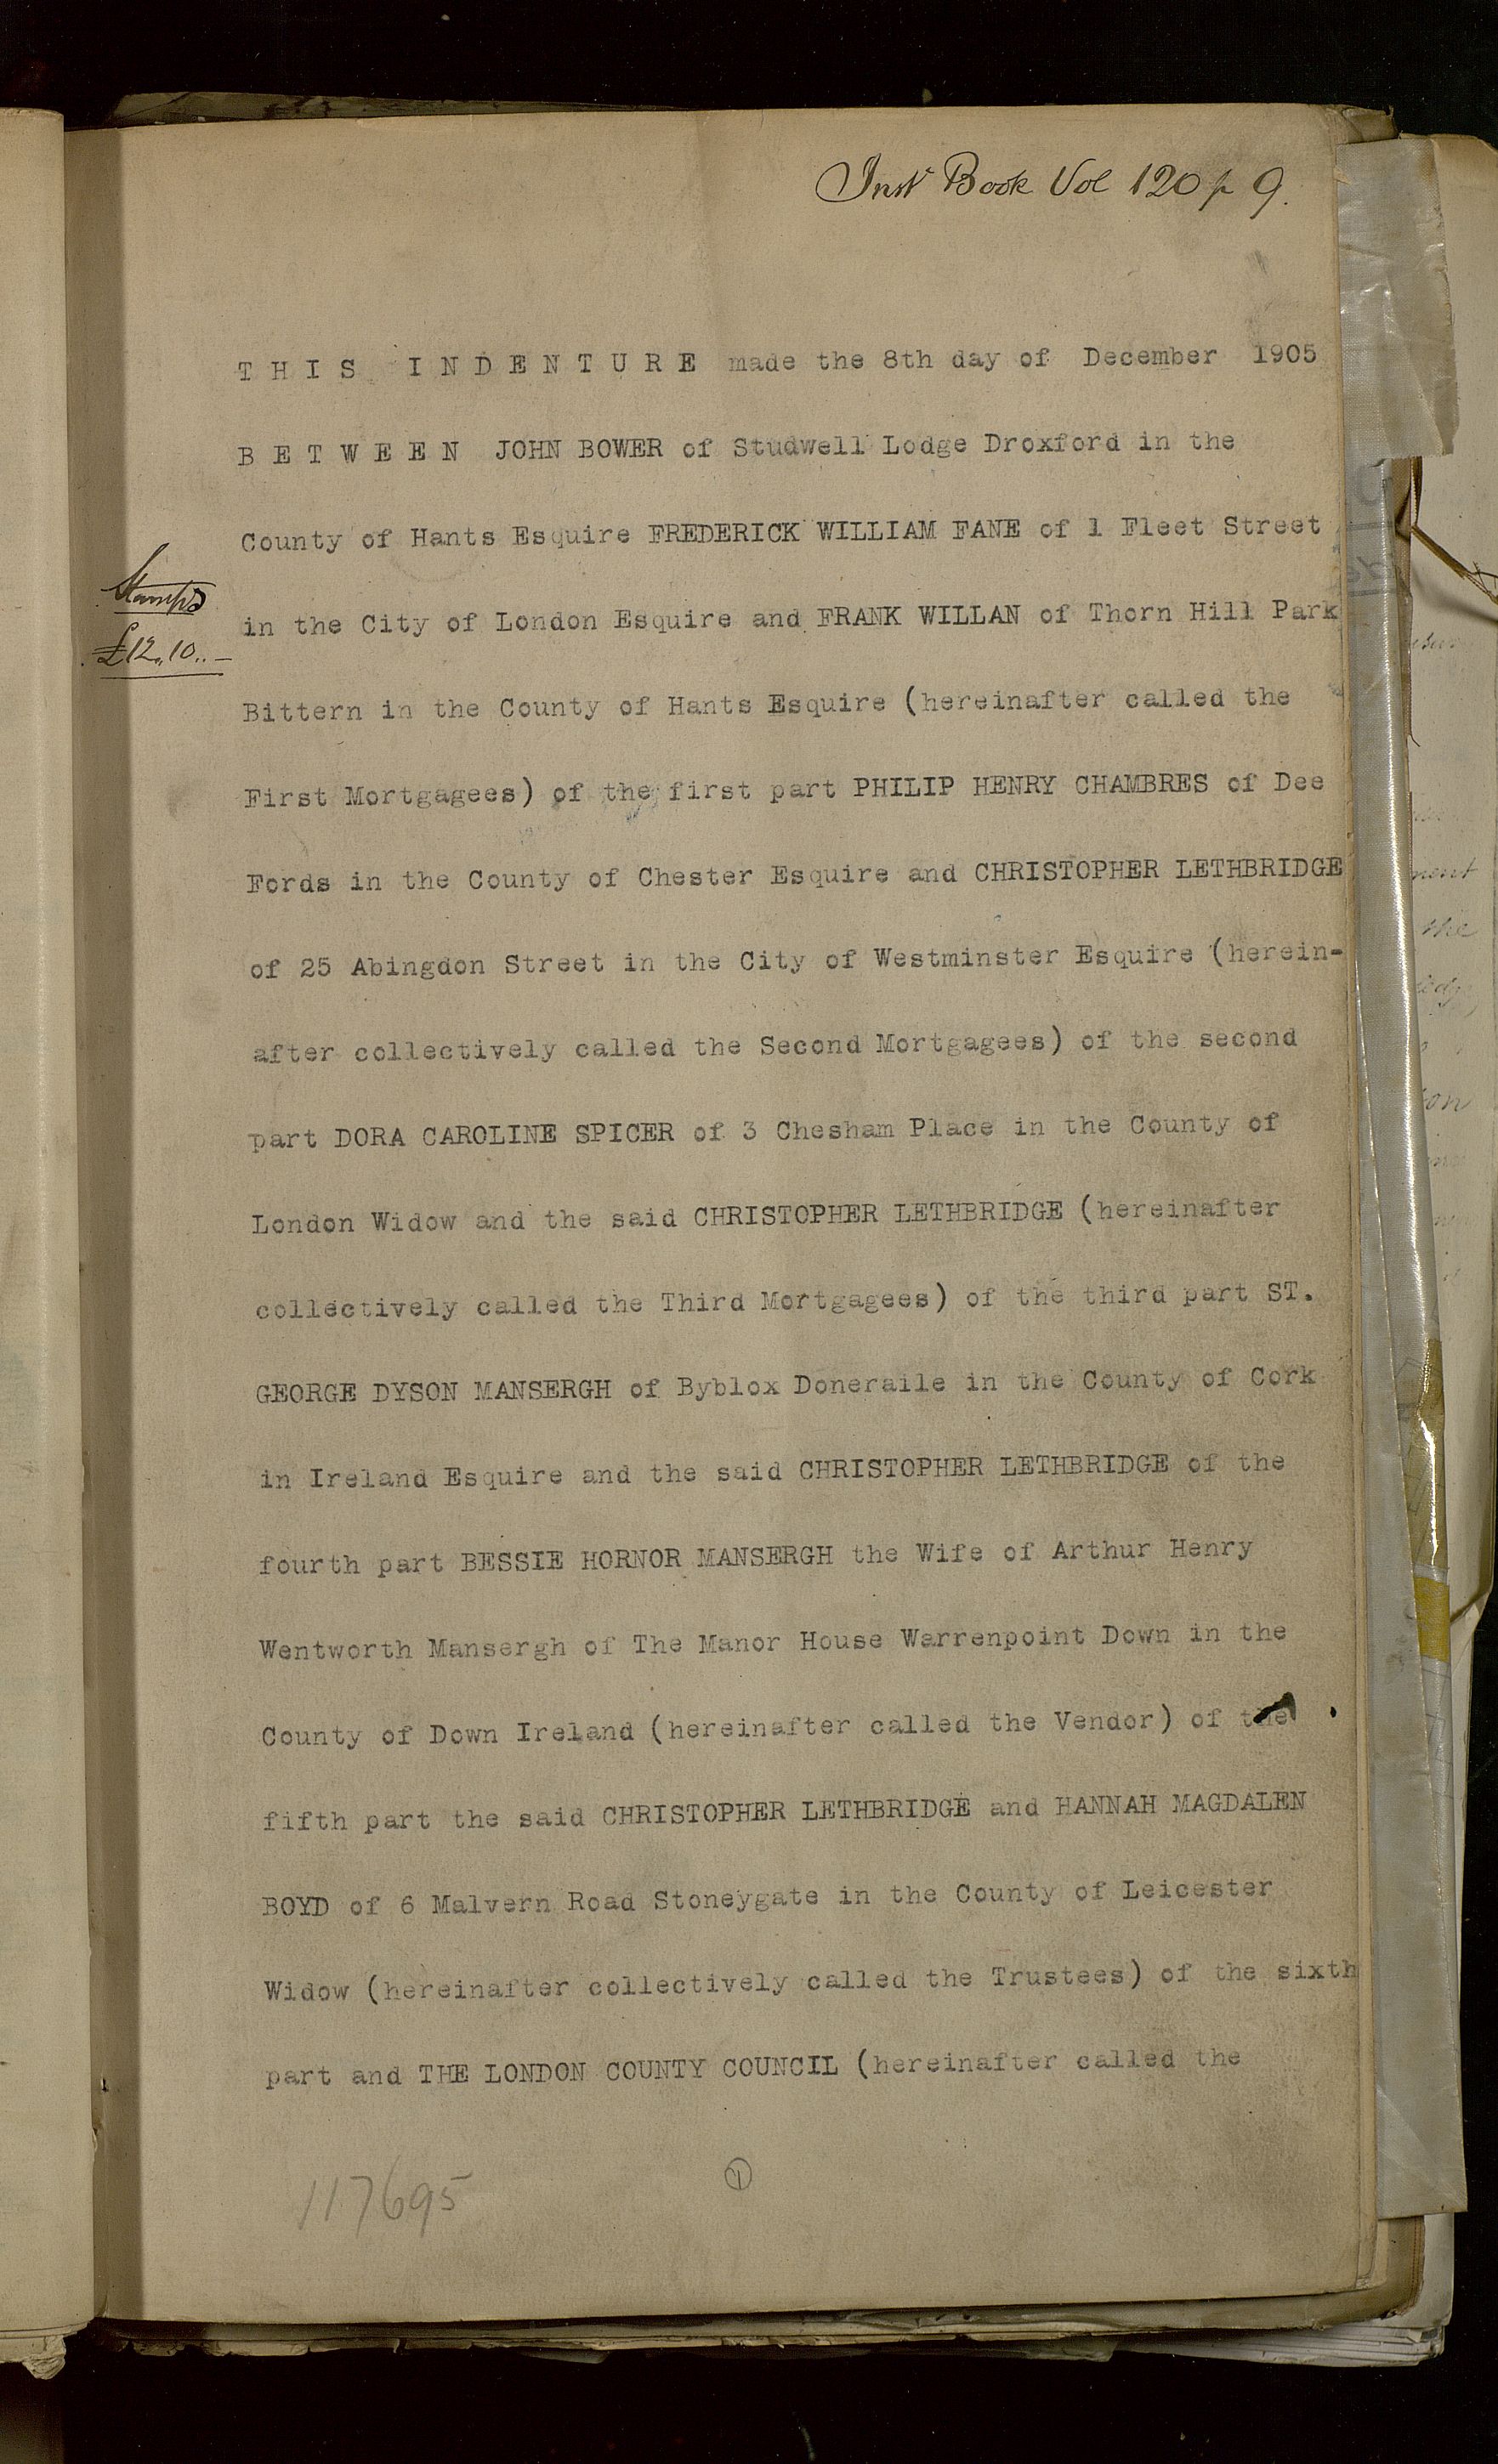 Inst Book Vol 120 p 9.
THIS INDENTURE made the 8th day of December 1905
BETWEEN JOHN BOWER of Studwell Lodge Droxford in the
County of Hants Esquire FREDERICK WILLIAM FANE of 1 Fleet Street
Stamp'd
in the City of London Esquire and FRANK WILLAN of Thorn Hill Park
£12,,10,,-
Bittern in the County of Hants Esquire (hereinafter called the
First Mortgagees) of the first part PHILIP HENRY CHAMBRES of Dee
Fords in the County of Chester Esquire and CHRISTOPHER LETHBRIDGE
of 25 Abingdon Street in the City of Westminster Esquire (herein-
after collectively called the Second Mortgagees) of the second
part DORA CAROLINE SPICER of 3 Chesham Place in the County of
London Widow and the said CHRISTOPHER LETHBRIDGE (hereinafter
collectively called the Third Mortgagees) of the third part ST.
GEORGE DYSON MANSERGH of Byblox Doneraile in the County of Cork
in Ireland Esquire and the said CHRISTOPHER LETHBRIDGE of the
fourth part BESSIE HORNOR MANSERGH the Wife of Arthur Henry
Wentworth Mansergh of The Manor House Warrenpoint Down in the
County of Down Ireland (hereinafter called the Vendor) of the
fifth part the said CHRISTOPHER LETHBRIDGE and HANNAH MAGDALEN
BOYD of 6 Malvern Road Stoneygate in the County of Leicester
Widow (hereinafter collectively called the Trustees) of the sixth
part and THE LONDON COUNTY COUNCIL (hereinafter called the
1
117695